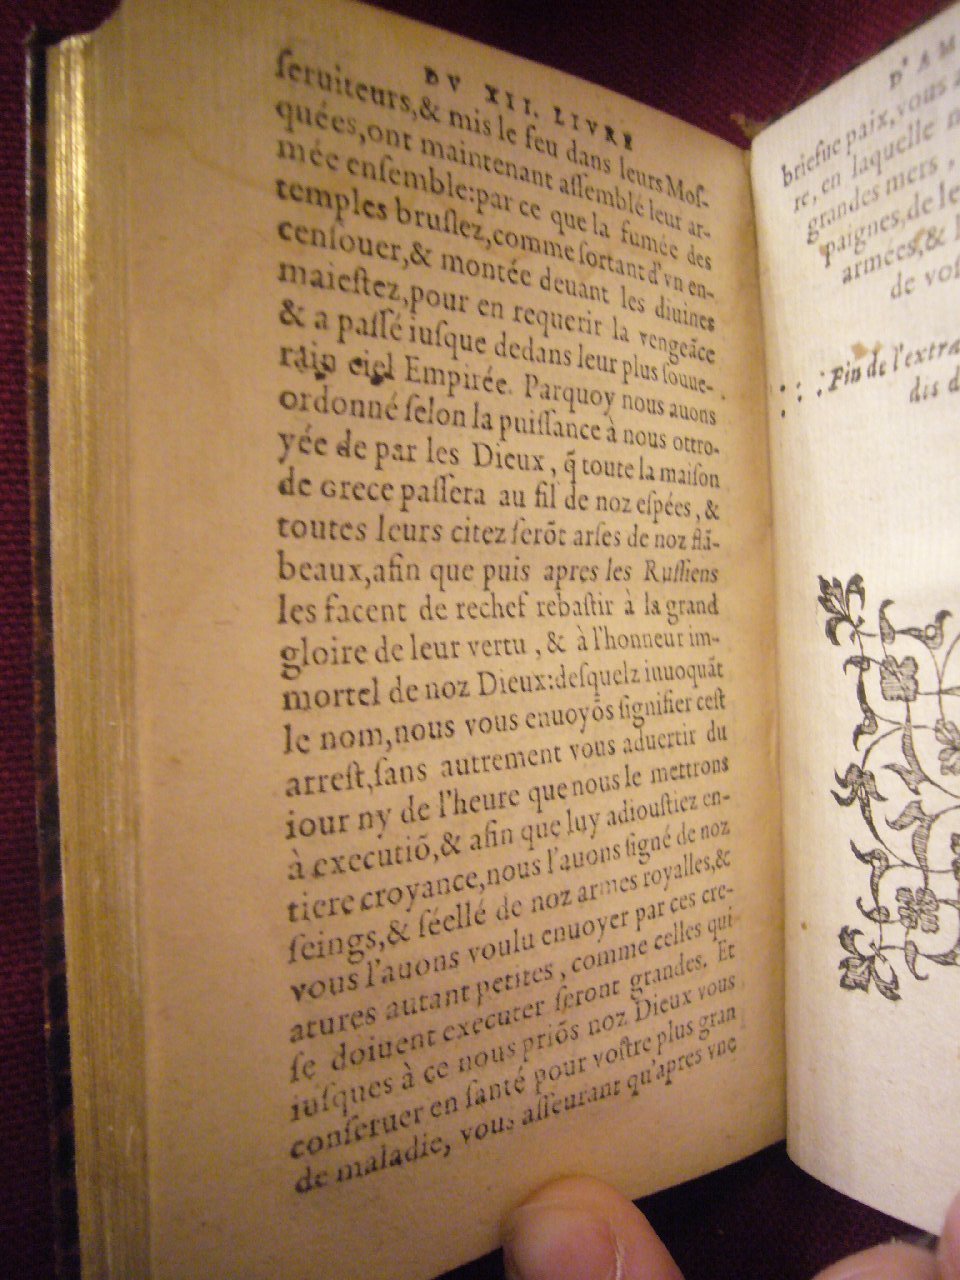 DV XII. LIVRE
ſeruiteurs,& mis le feu dans leurs Moſ-
quées,ont maintenant aſſemblé leur ar-
mée enſemble:par ce que la fumée des
temples bruſlez,comme ſortant d'vn en-
cenſouer,& montée deuant les diuines
maieſtez,pour en requerir la vengeãce
& a paſſé iuſque dedans leur plus ſouue-
rain ciel Empirée. Parquoy nous auons
ordonné ſelon la puiſſance à nous ottro-
yée de par les Dieux, q̃ toute la maiſon
de Grece paſſera au fil de noz eſpées, &
toutes leurs citez ſerõt arſes de noz flã-
beaux,afin que puis apres les Ruſſiens
les facent de rechef rebaſtir à la grand
gloire de leur vertu, & à l'honneur im-
mortel de noz Dieux:deſquelz inuoquãt
le nom,nous vous enuoyõs ſignifier ceſt
arreſt,ſans autrement vous aduertir du
iour ny de l'heure que nous le mettrons
à executiõ,& afin que luy adiouſtiez en-
tiere croyance,nous l'auons ſigné de noz
ſeings,& ſéellé de noz armes royalles,&
vous l'auons voulu enuoyer par ces cre-
atures autant petites, comme celles qui
ſe doiuent executer ſeront grandes. Et
iuſques à ce nous priõs noz Dieux vous
conſeruer en ſanté pour voſtre plus gran
de maladie, vous aſſeurant qu'apres vne
D'AM
briefue paix,vous a
re,en laquelle n
grandes mers,
paignes,de le
armées,&
de voſ
Fin de l'extra
dis d